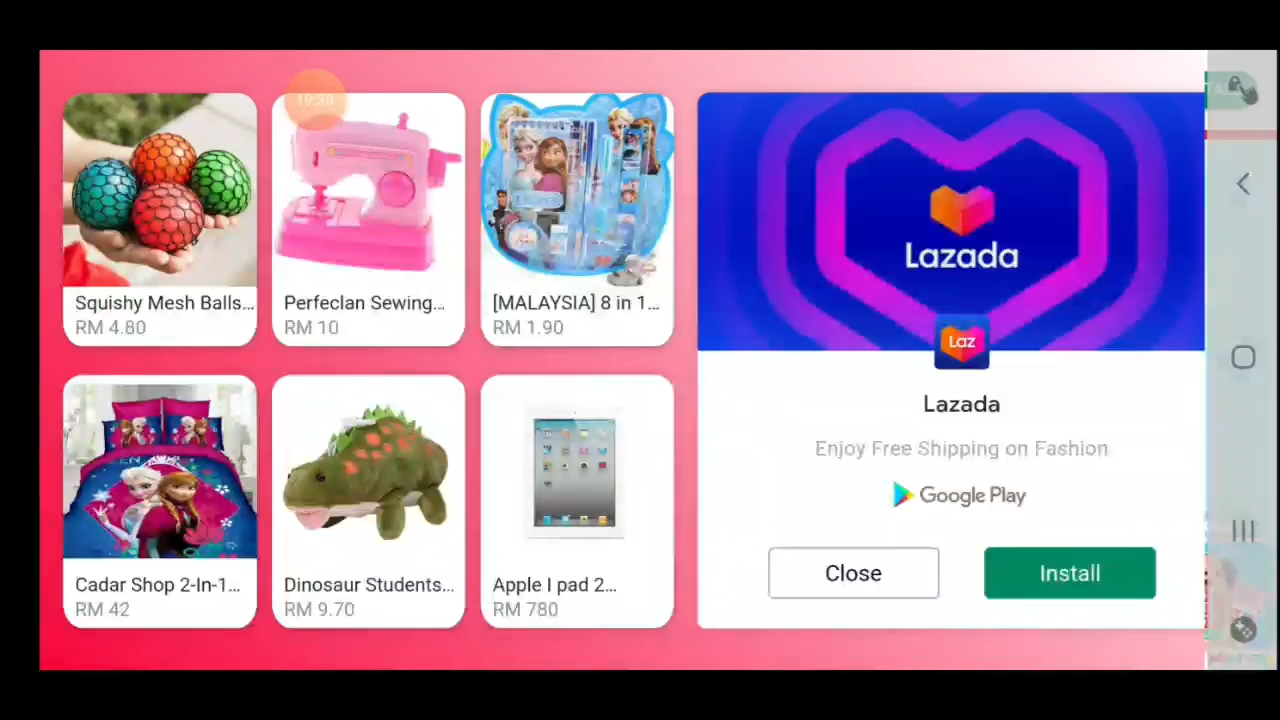 19:30
Squishy Mesh Balls...
RM 4.80
Perfeclan Sewing...
RM 10
[MALAYSIA] 8 in 1...
RM 1.90
Cadar Shop 2-In-1...
RM 42
Dinosaur Students...
RM 9.70
Apple I pad 2...
RM 780
Lazada
Laz
Lazada
Enjoy Free Shipping on Fashion
Google Play
Close
Install